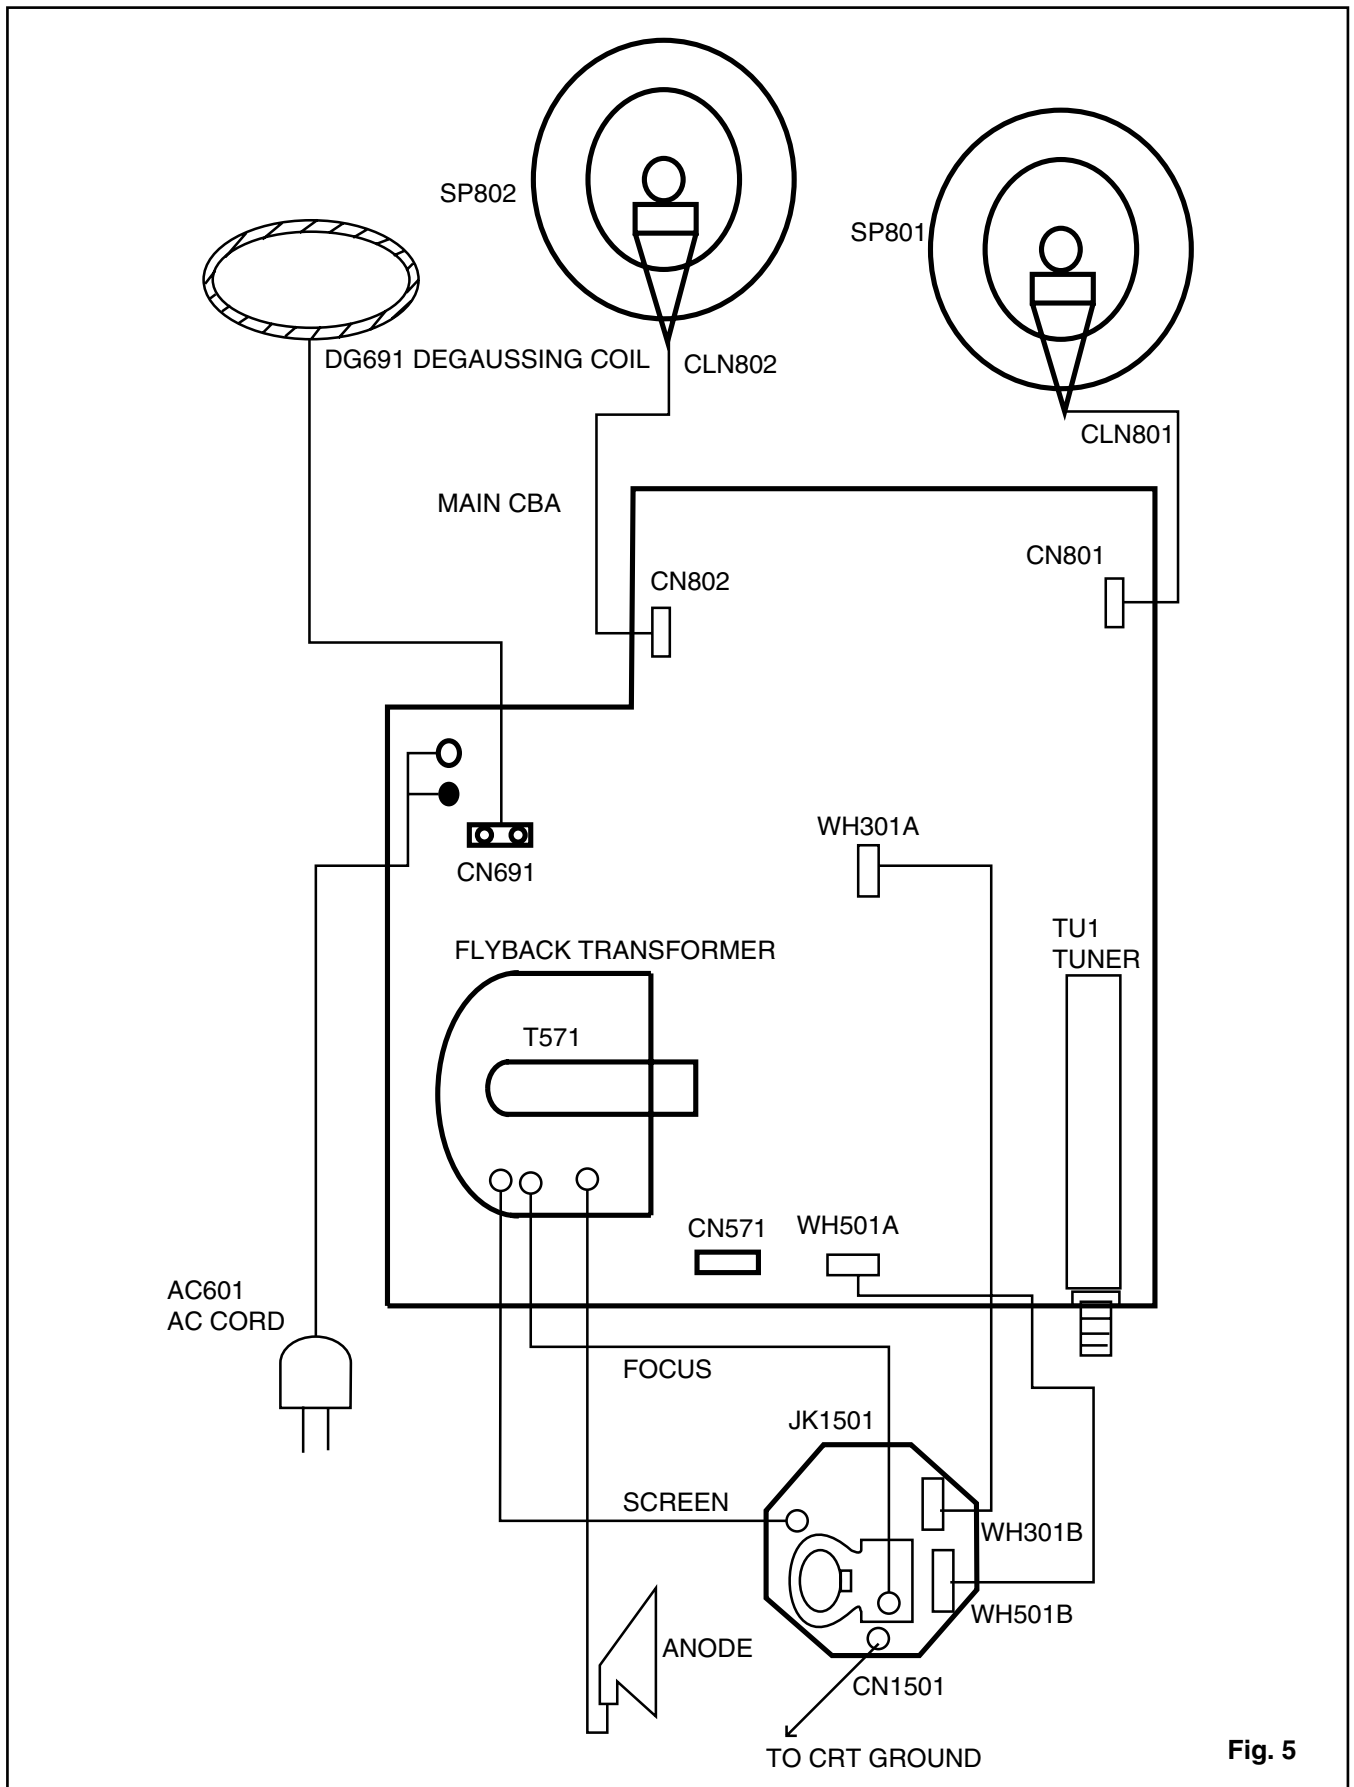 SP802
SP801
DG691 DEGAUSSING COIL
CLN802
CLN801
MAIN CBA
CN801
CN802
WH301A
CN691
TU1
TUNER
FLYBACK TRANSFORMER
T571
CN571
WH501A
AC601
AC CORD
FOCUS
JK1501
SCREEN
WH301B
WH501B
ANODE
CN1501
TO CRT GROUND
Fig. 5